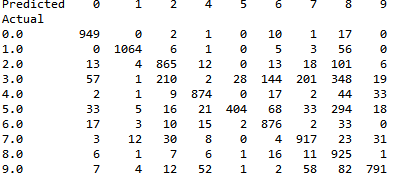 Predicted 0 1 2 4 5 6 7 8 9
Actual
0.0 949 0 2 1 0 10 1 17 0
1.0 0 1064 6 1 0 5 3 56 0
2.0 13 4 865 12 0 13 18 101 6
3.0 57 1 210 2 28 144 201 348 19
4.0 2 1 9 874 0 17 2 44 33
5.0 33 5 16 21 404 68 33 294 18
6.0 17 3 10 15 2 876 2 33 0
7.0 3 12 30 8 0 4 917 23 31
8.0 6 1 7 6 1 16 11 925 1
9.0 7 4 12 52 1 2 58 82 791